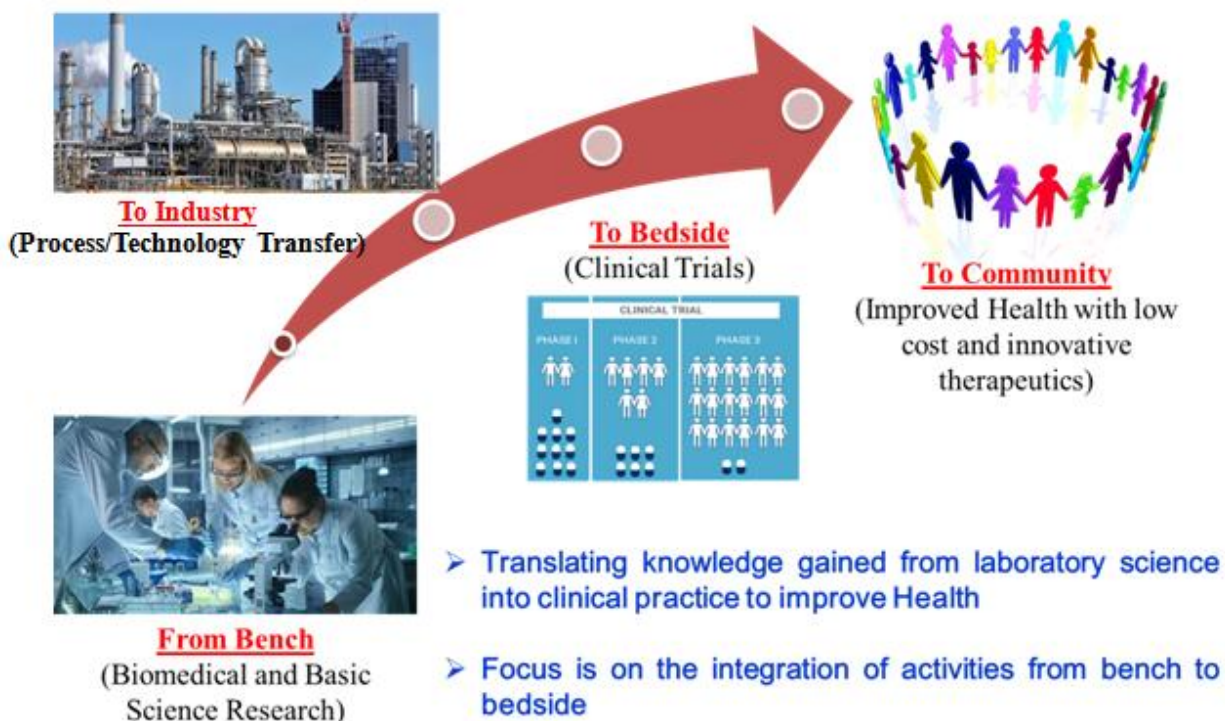 To Industry
(Process/Technology Transfer)
To Bedside
(Clinical Trials)
CLINICAL TRIAL
PHASE 1
PHASE 2
PHASE 3
To Community
(Improved Health with low
cost and innovative
therapeutics)
From Bench
(Biomedical and Basic
Science Research)
➢ Translating knowledge gained from laboratory science
into clinical practice to improve Health
➢ Focus is on the integration of activities from bench to
bedside